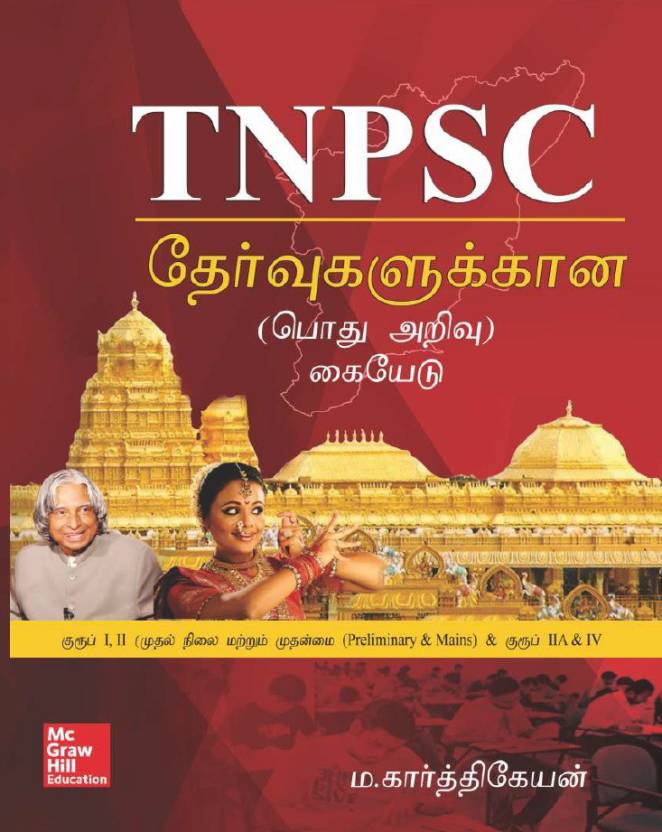 TNPSC
தேர்வுகளுக்கான
(பொது அறிவு)
கையேடு
குரூப் I, II (முதல் நிலை மற்றும் முதன்மை (Preliminary & Mains) & குரூப் IIA & IV
Mc
Graw
Hill
Education
ம.கார்த்திகேயன்